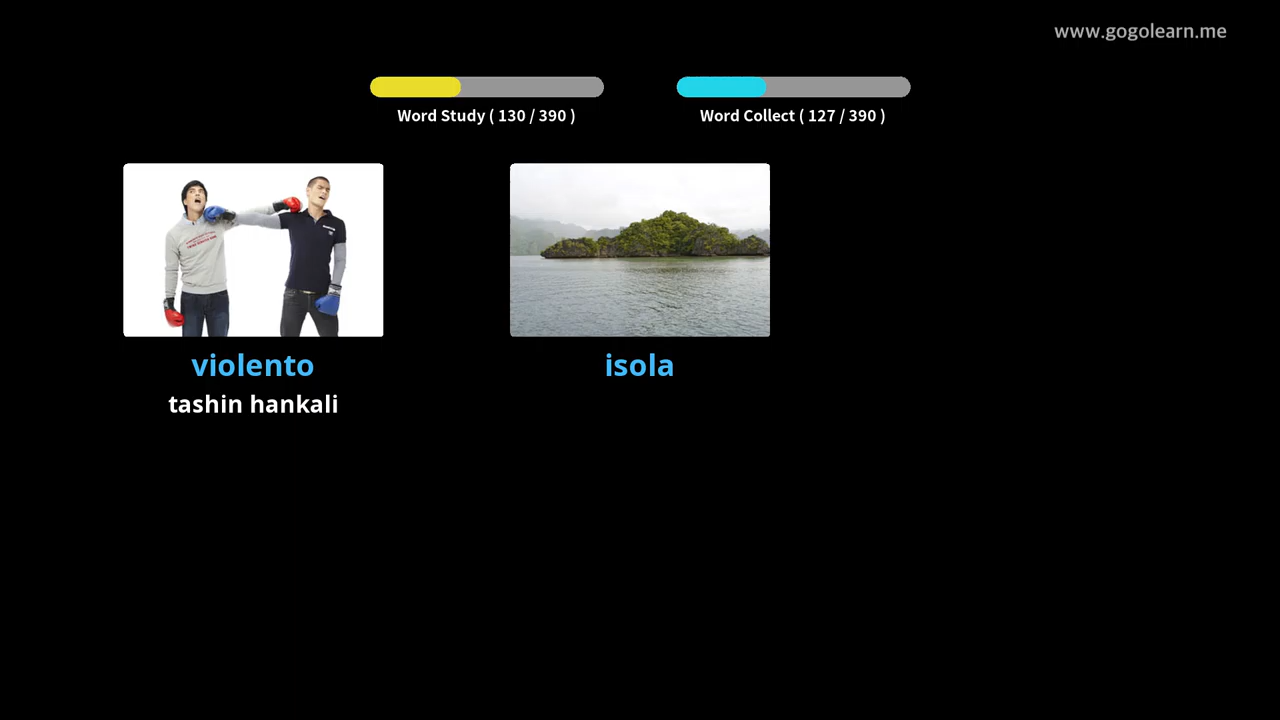 www.gogolearn.me
Word Study ( 130 / 390 )
Word Collect ( 127 / 390 )
violento
isola
tashin hankali